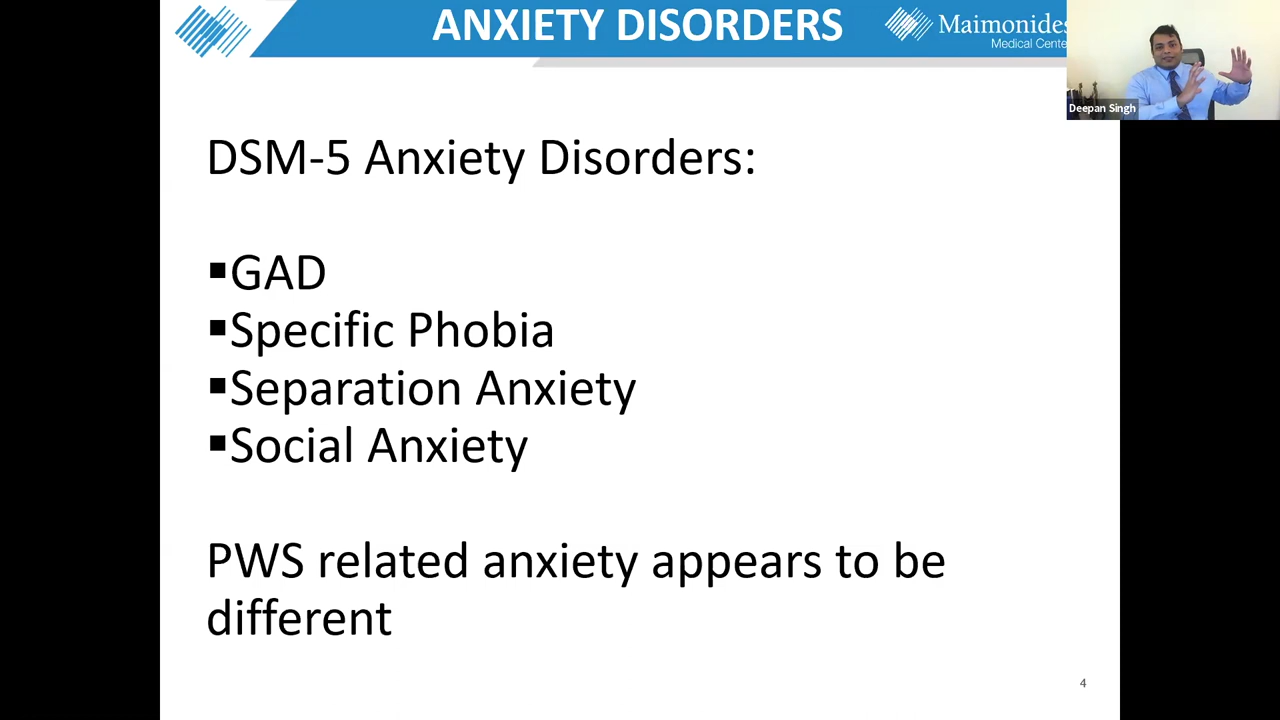 ANXIETY DISORDERS
Maimonides
Medical Cente
Deepan Singh
DSM-5 Anxiety Disorders:
▪GAD
▪Specific Phobia
▪Separation Anxiety
▪Social Anxiety
PWS related anxiety appears to be
different
4